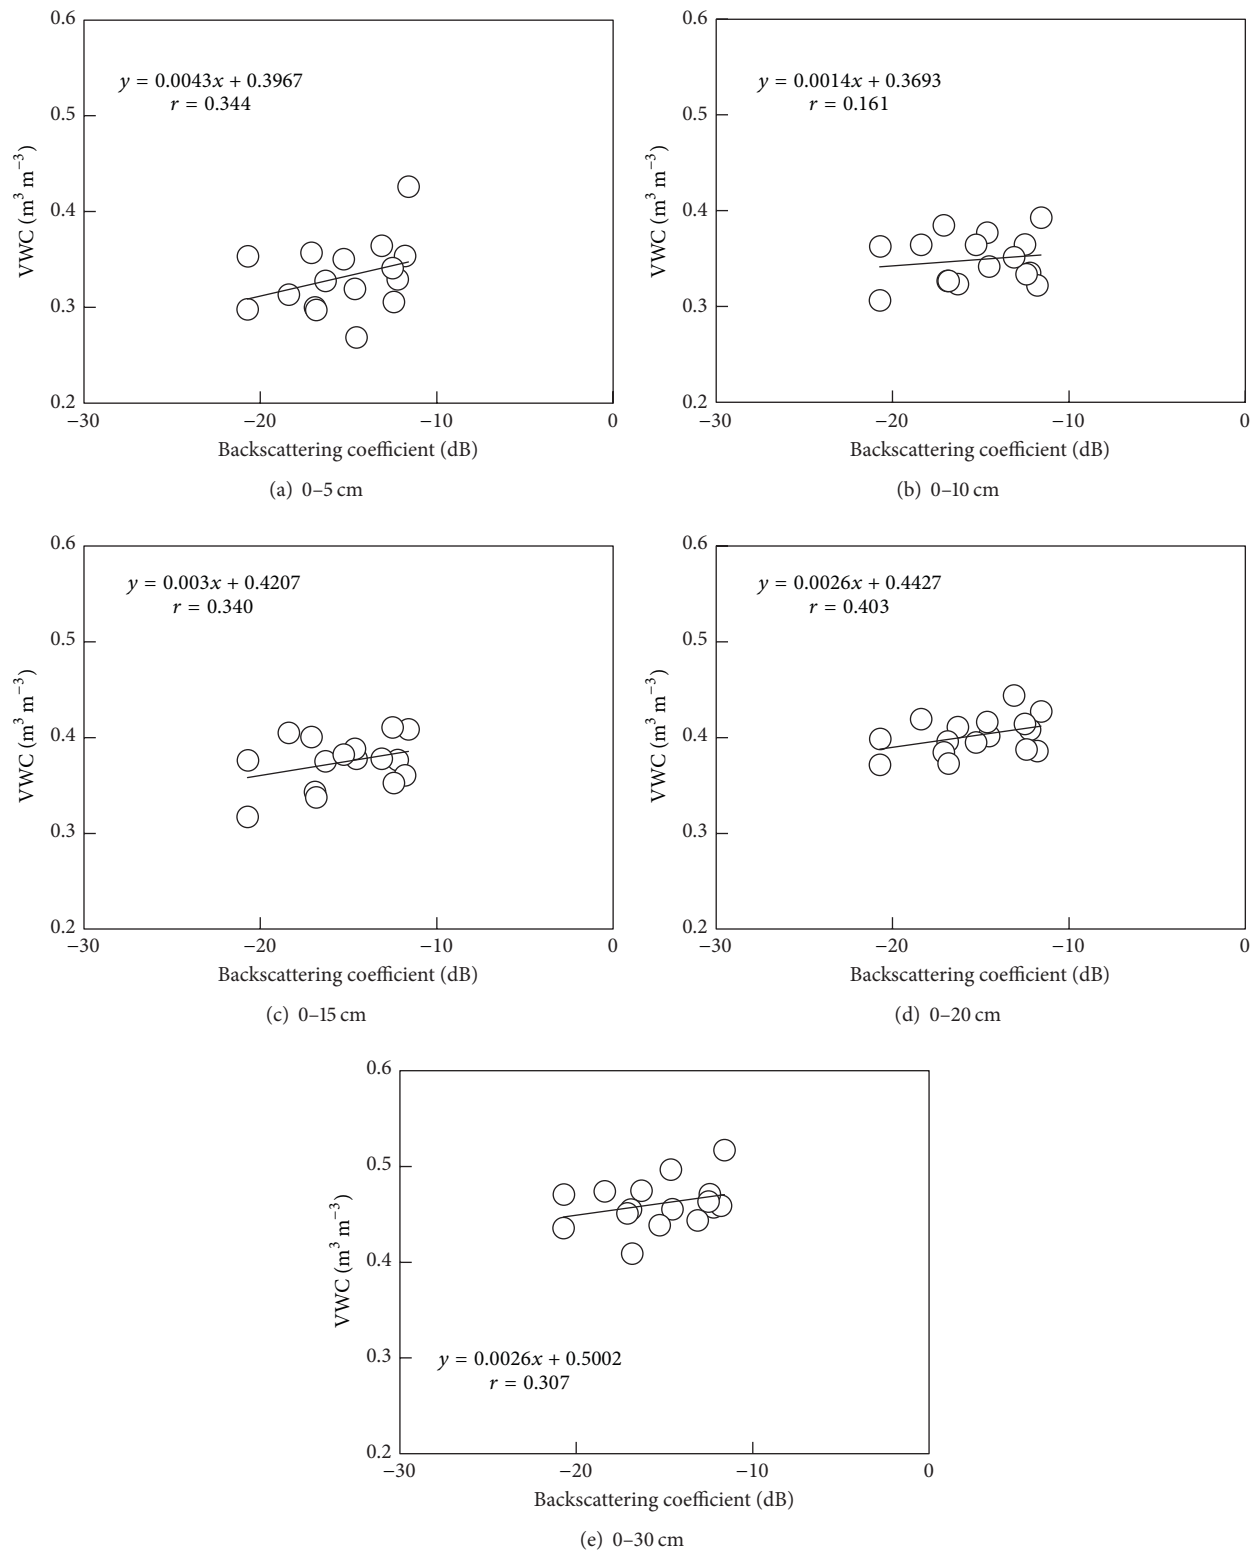 0.6
y = 0.0043x + 0.3967
r = 0.344
0.5
0.4
0.3
0.2
VWC (m³ m⁻³)
−30 −20 −10 0
Backscattering coefficient (dB)
(a) 0–5 cm
0.6
y = 0.0014x + 0.3693
r = 0.161
0.5
0.4
0.3
0.2
VWC (m³ m⁻³)
−30 −20 −10 0
Backscattering coefficient (dB)
(b) 0–10 cm
0.6
y = 0.003x + 0.4207
r = 0.340
0.5
0.4
0.3
0.2
VWC (m³ m⁻³)
−30 −20 −10 0
Backscattering coefficient (dB)
(c) 0–15 cm
0.6
y = 0.0026x + 0.4427
r = 0.403
0.5
0.4
0.3
0.2
VWC (m³ m⁻³)
−30 −20 −10 0
Backscattering coefficient (dB)
(d) 0–20 cm
0.6
0.5
0.4
0.3
y = 0.0026x + 0.5002
r = 0.307
0.2
VWC (m³ m⁻³)
−30 −20 −10 0
Backscattering coefficient (dB)
(e) 0–30 cm